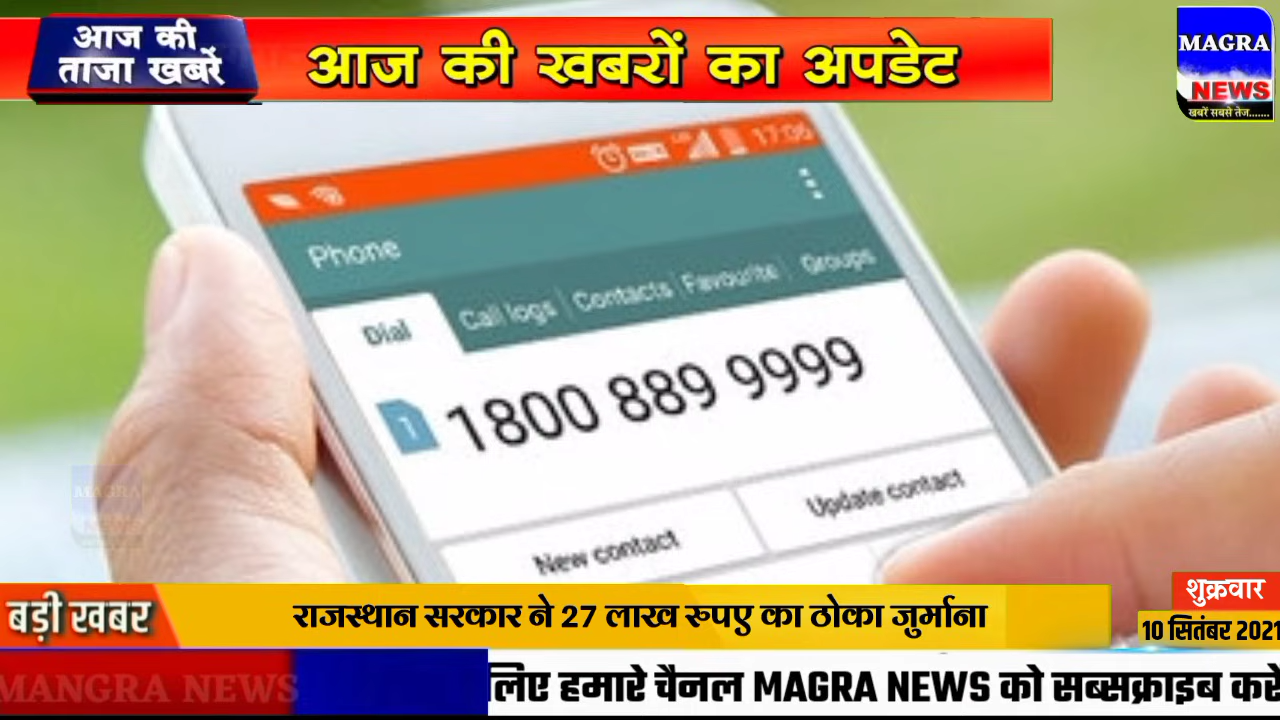 आज की
ताजा खबरें
आज की खबरों का अपडेट
MAGRA
NEWS
खबरें सबसे तेज.......
17:06
Phone
Dial
Call logs
Contacts
Favourite
Groups
1
1800 889 9999
New contact
Update contact
MAGRA
NEWS
बड़ी खबर
राजस्थान सरकार ने 27 लाख रुपए का ठोका जुर्माना
शुक्रवार
10 सितंबर 2021
MANGRA NEWS
लिए हमारे चैनल MAGRA NEWS को सब्सक्राइब करे